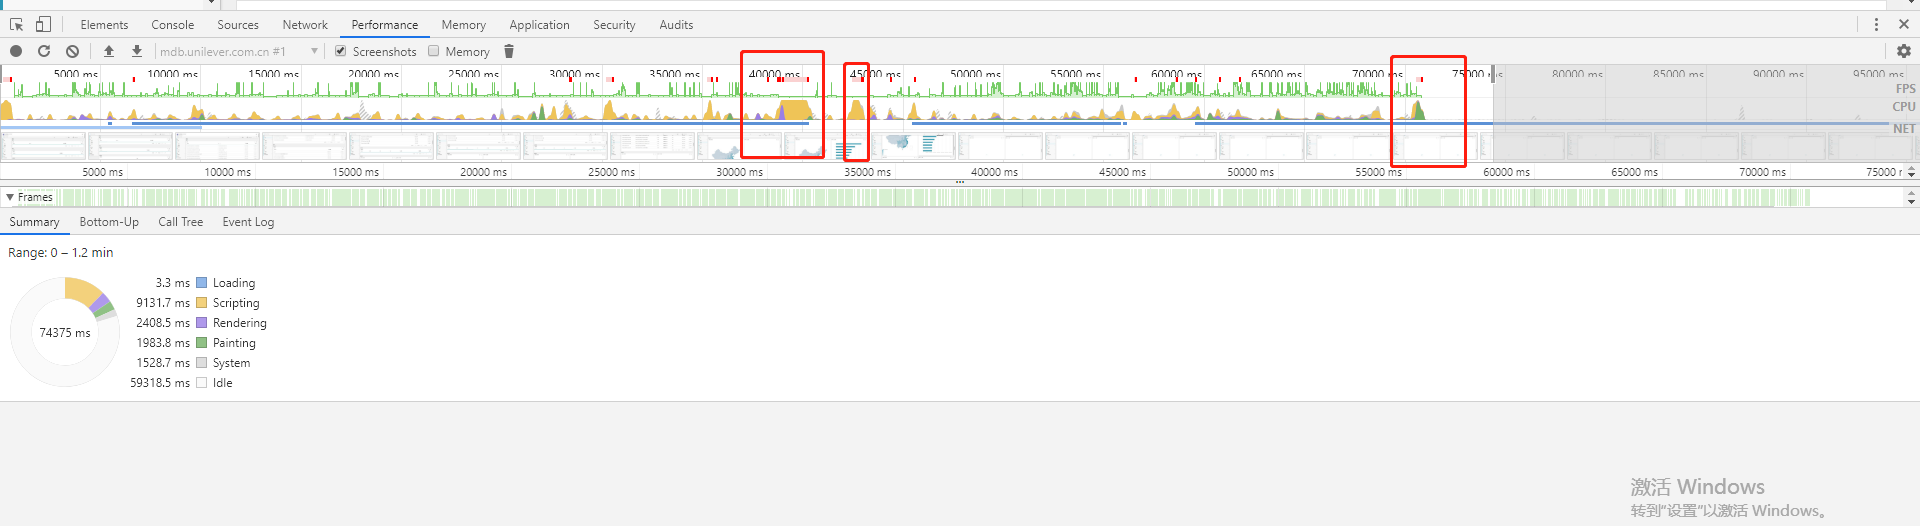 Elements Console Sources Network Performance Memory Application Security Audits
mdb.unilever.com.cn #1 Screenshots Memory
5000 ms 10000 ms 15000 ms 20000 ms 25000 ms 30000 ms 35000 ms 40000 ms 45000 ms 50000 ms 55000 ms 60000 ms 65000 ms 70000 ms 75000 ms 80000 ms 85000 ms 90000 ms 95000 ms
FPS
CPU
NET
5000 ms 10000 ms 15000 ms 20000 ms 25000 ms 30000 ms 35000 ms 40000 ms 45000 ms 50000 ms 55000 ms 60000 ms 65000 ms 70000 ms 75000 r
Frames
Summary Bottom-Up Call Tree Event Log
Range: 0 – 1.2 min
3.3 ms Loading
9131.7 ms Scripting
2408.5 ms Rendering
74375 ms
1983.8 ms Painting
1528.7 ms System
59318.5 ms Idle
激活 Windows
转到"设置"以激活 Windows。